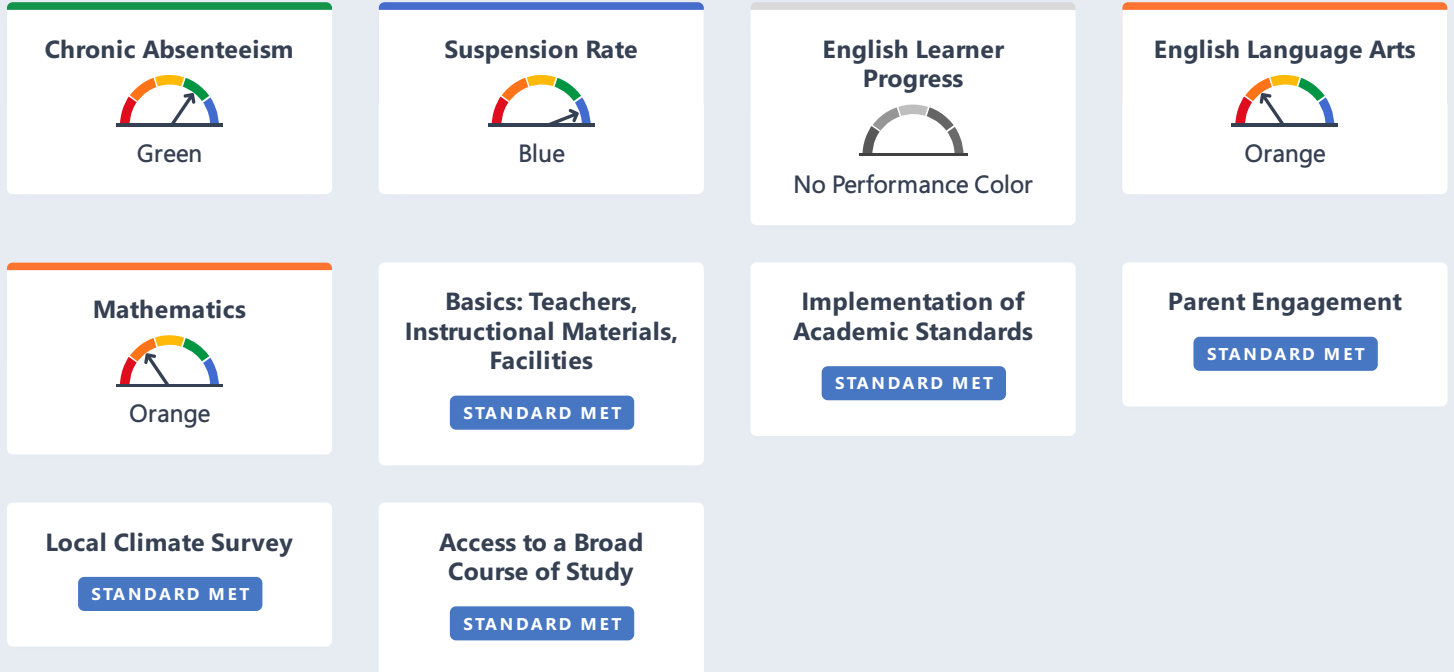 Chronic Absenteeism
Green
Suspension Rate
Blue
English Learner
Progress
No Performance Color
English Language Arts
Orange
Mathematics
Orange
Basics: Teachers,
Instructional Materials,
Facilities
STANDARD MET
Implementation of
Academic Standards
STANDARD MET
Parent Engagement
STANDARD MET
Local Climate Survey
STANDARD MET
Access to a Broad
Course of Study
STANDARD MET